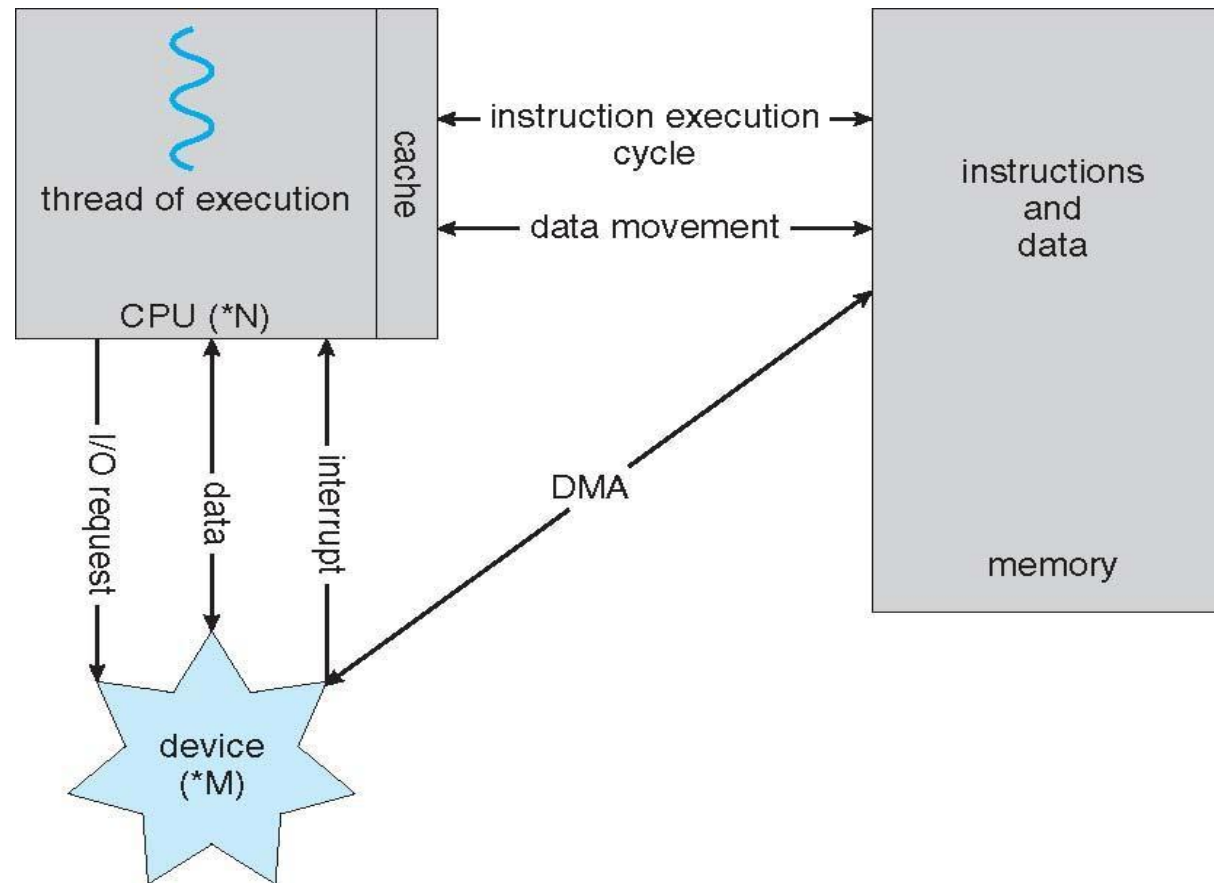 thread of execution
CPU (*N)
cache
instruction execution
cycle
data movement
instructions
and
data
memory
I/O request
data
interrupt
DMA
device
(*M)